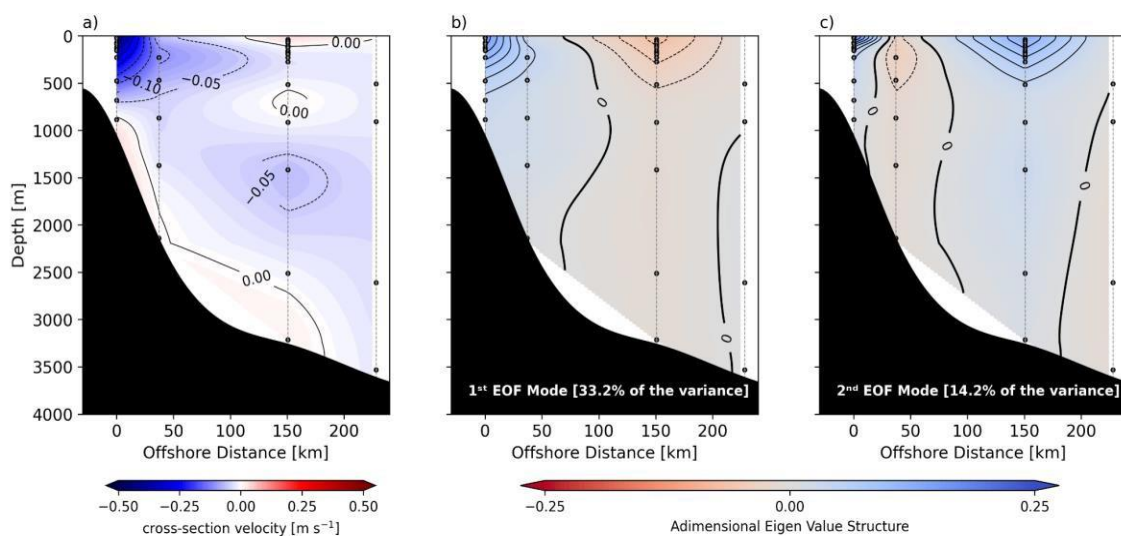 a)
b)
c)
0
500
1000
1500
2000
2500
3000
3500
4000
Depth [m]
0.00
−0.10
−0.05
0.00
−0.05
0.00
0
0
1st EOF Mode [33.2% of the variance]
0
0
0
2nd EOF Mode [14.2% of the variance]
0 50 100 150 200
Offshore Distance [km]
0 50 100 150 200
Offshore Distance [km]
0 50 100 150 200
Offshore Distance [km]
−0.50 −0.25 0.00 0.25 0.50
cross-section velocity [m s⁻¹]
−0.25 0.00 0.25
Adimensional Eigen Value Structure